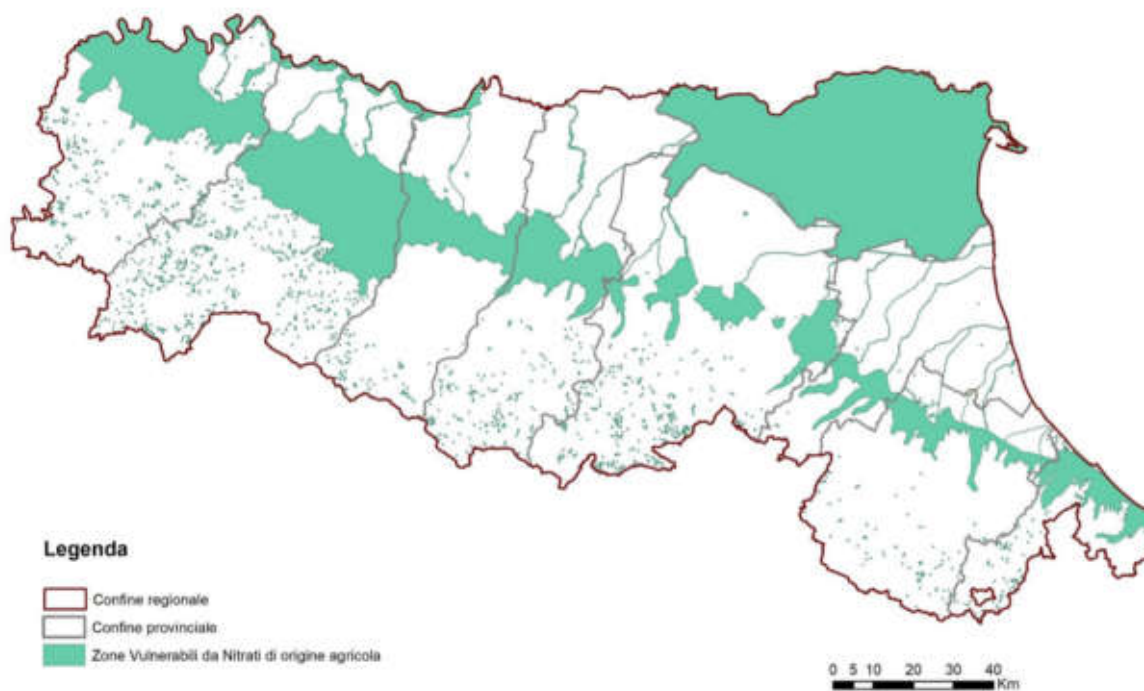 Legenda
Confine regionale
Confine provinciale
Zone Vulnerabili da Nitrati di origine agricola
0 5 10 20 30 40
Km